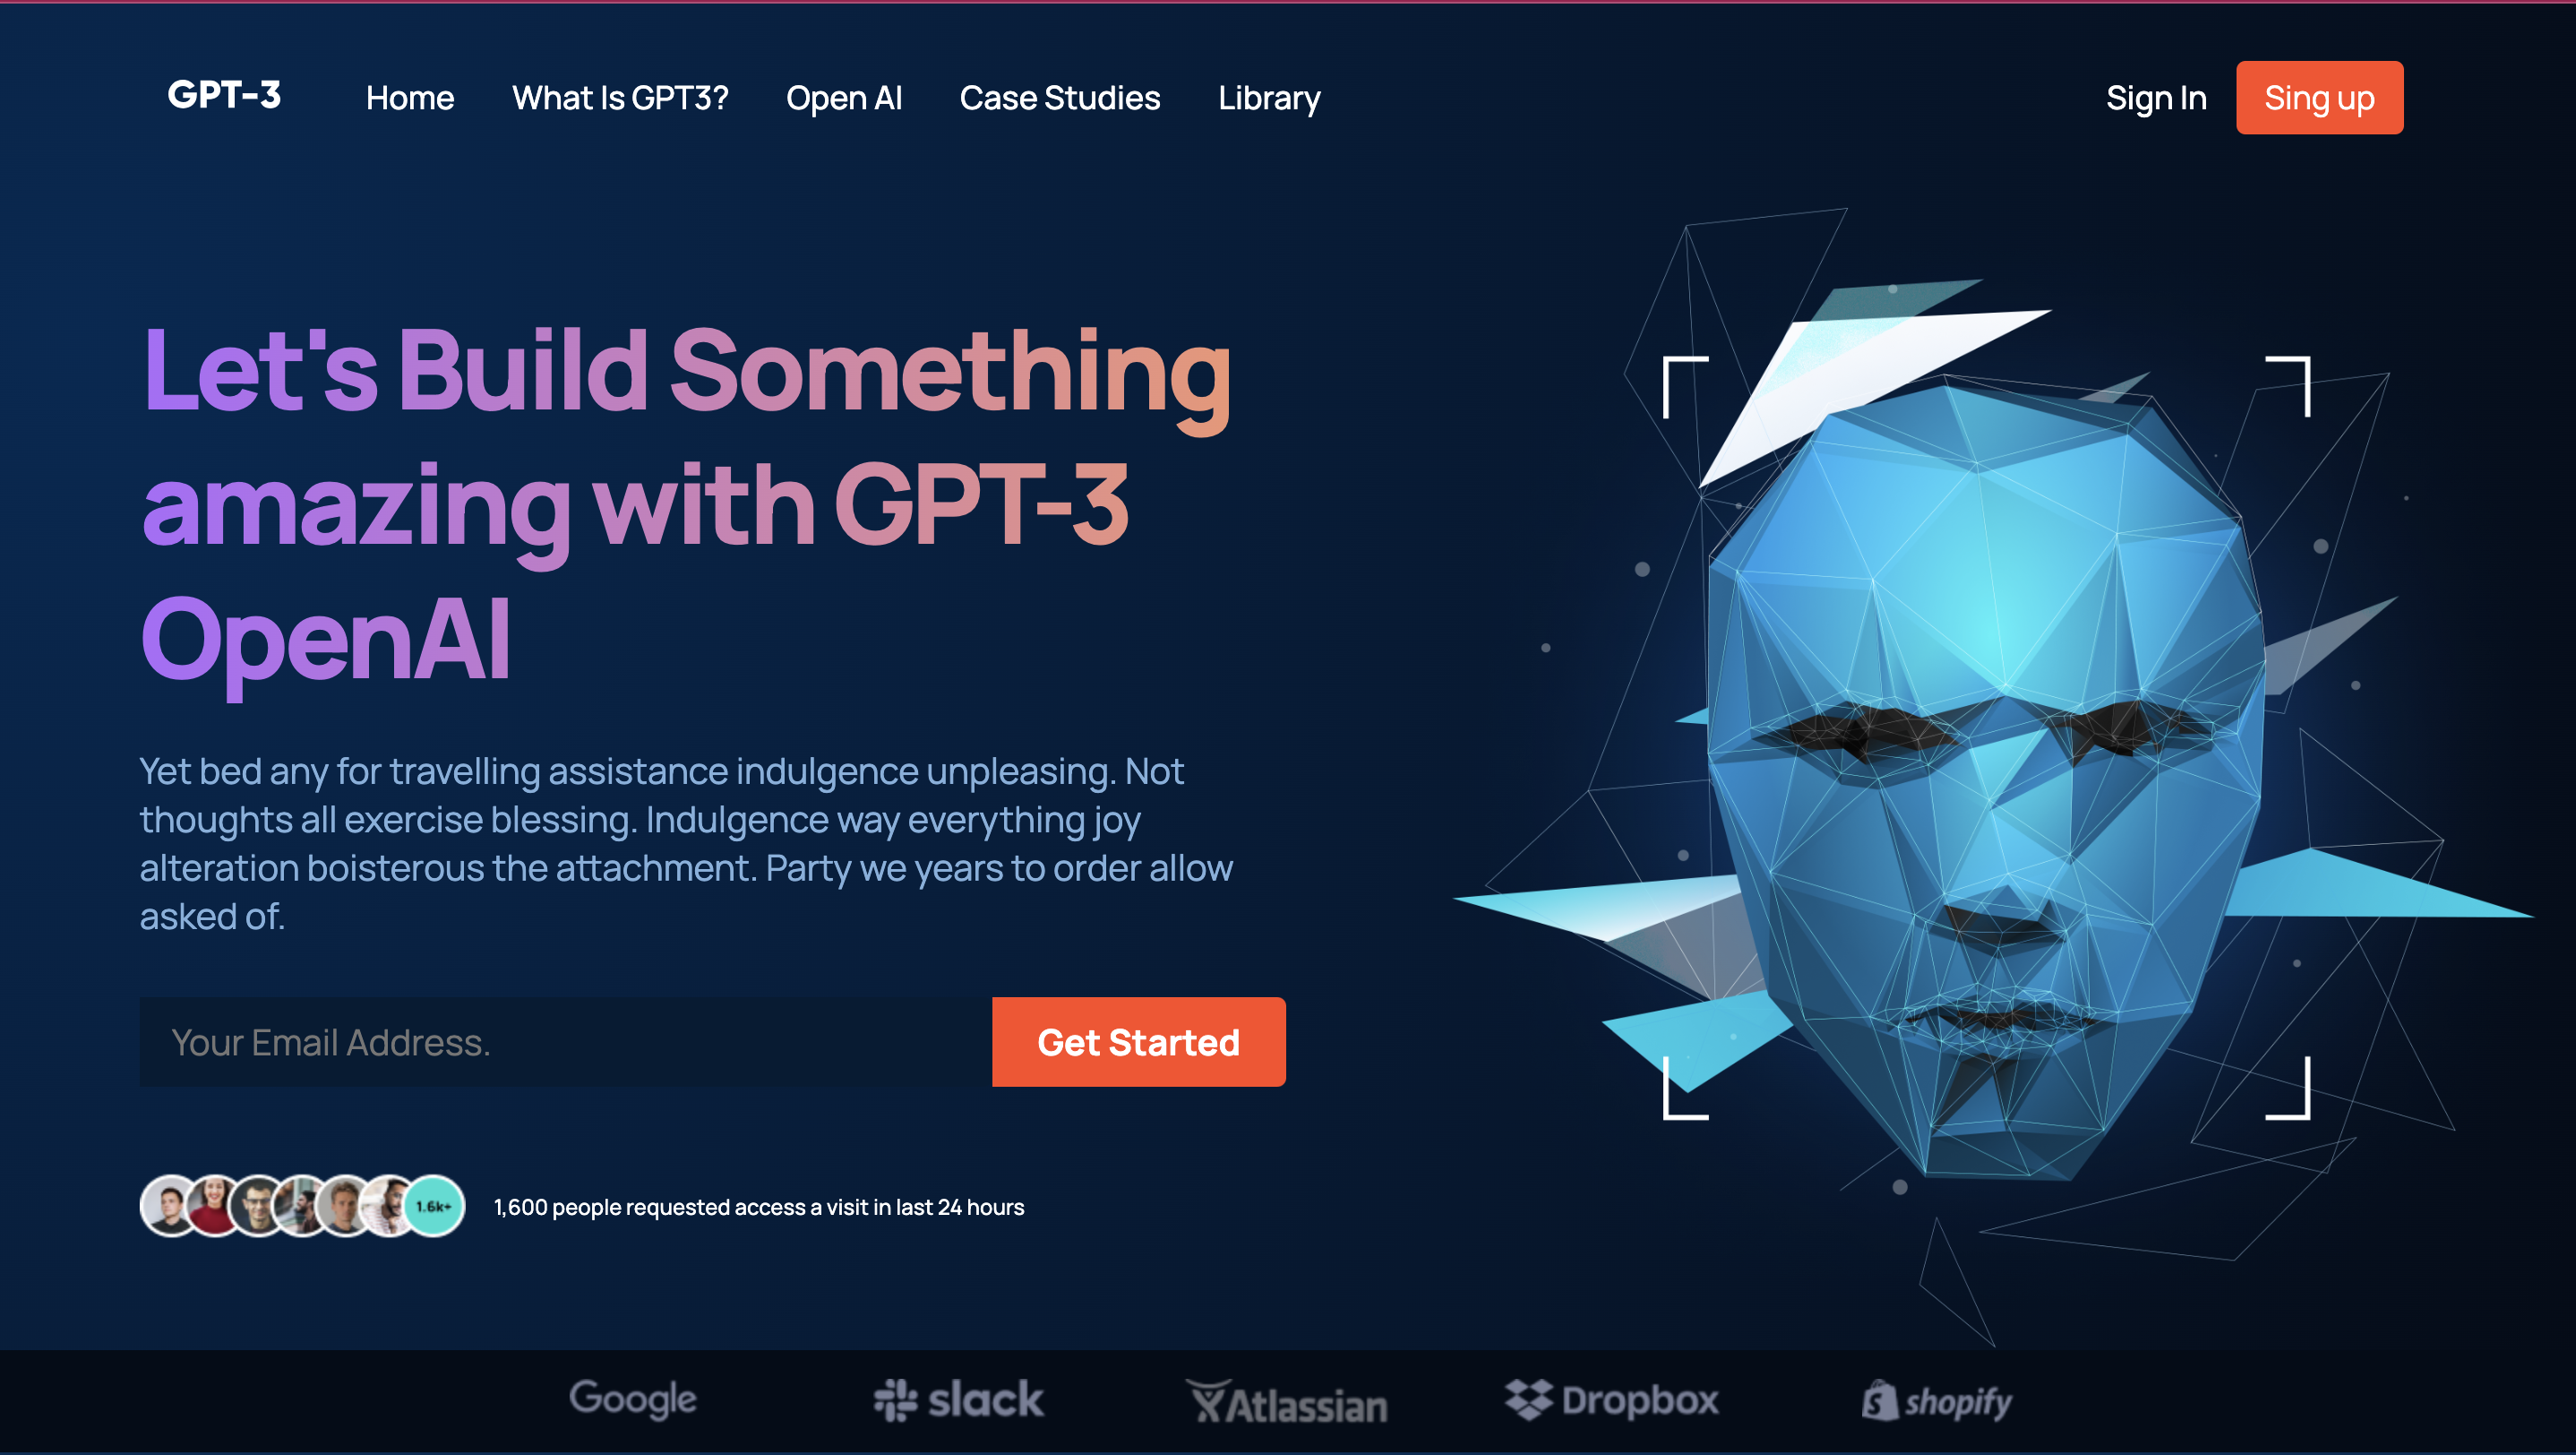 GPT-3
Home
What Is GPT3?
Open AI
Case Studies
Library
Sign In
Sing up
Let's Build Something
amazing with GPT-3
OpenAI
Yet bed any for travelling assistance indulgence unpleasing. Not
thoughts all exercise blessing. Indulgence way everything joy
alteration boisterous the attachment. Party we years to order allow
asked of.
Your Email Address.
Get Started
1.6k+
1,600 people requested access a visit in last 24 hours
Google
slack
Atlassian
Dropbox
shopify